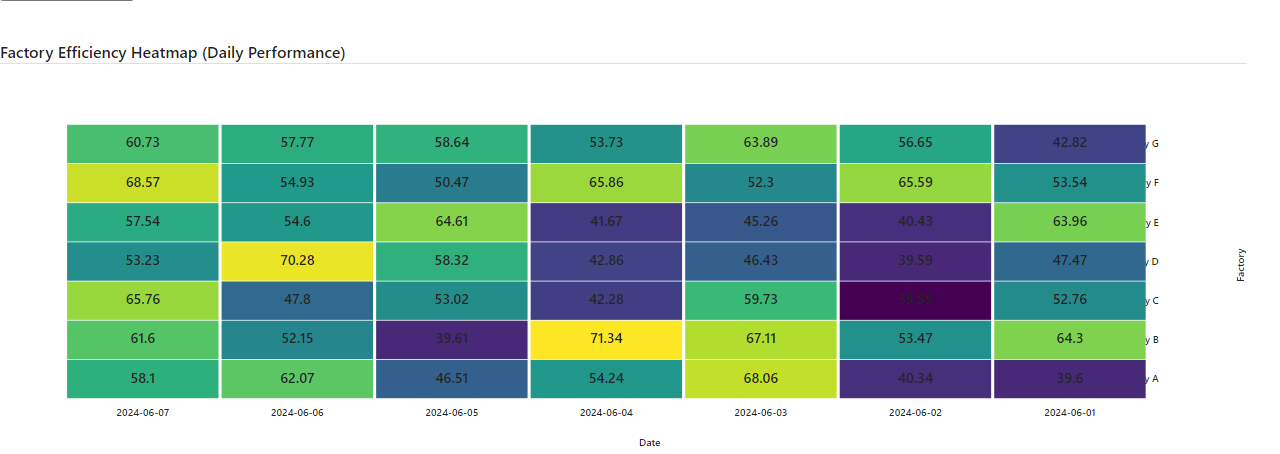 Factory Efficiency Heatmap (Daily Performance)
60.73 57.77 58.64 53.73 63.89 56.65 42.82 y G
68.57 54.93 50.47 65.86 52.3 65.59 53.54 y F
57.54 54.6 64.61 41.67 45.26 40.43 63.96 y E
53.23 70.28 58.32 42.86 46.43 39.59 47.47 y D
Factory
65.76 47.8 53.02 42.28 59.73 52.76 y C
61.6 52.15 39.61 71.34 67.11 53.47 64.3 y B
58.1 62.07 46.51 54.24 68.06 40.34 39.6 y A
2024-06-07 2024-06-06 2024-06-05 2024-06-04 2024-06-03 2024-06-02 2024-06-01
Date